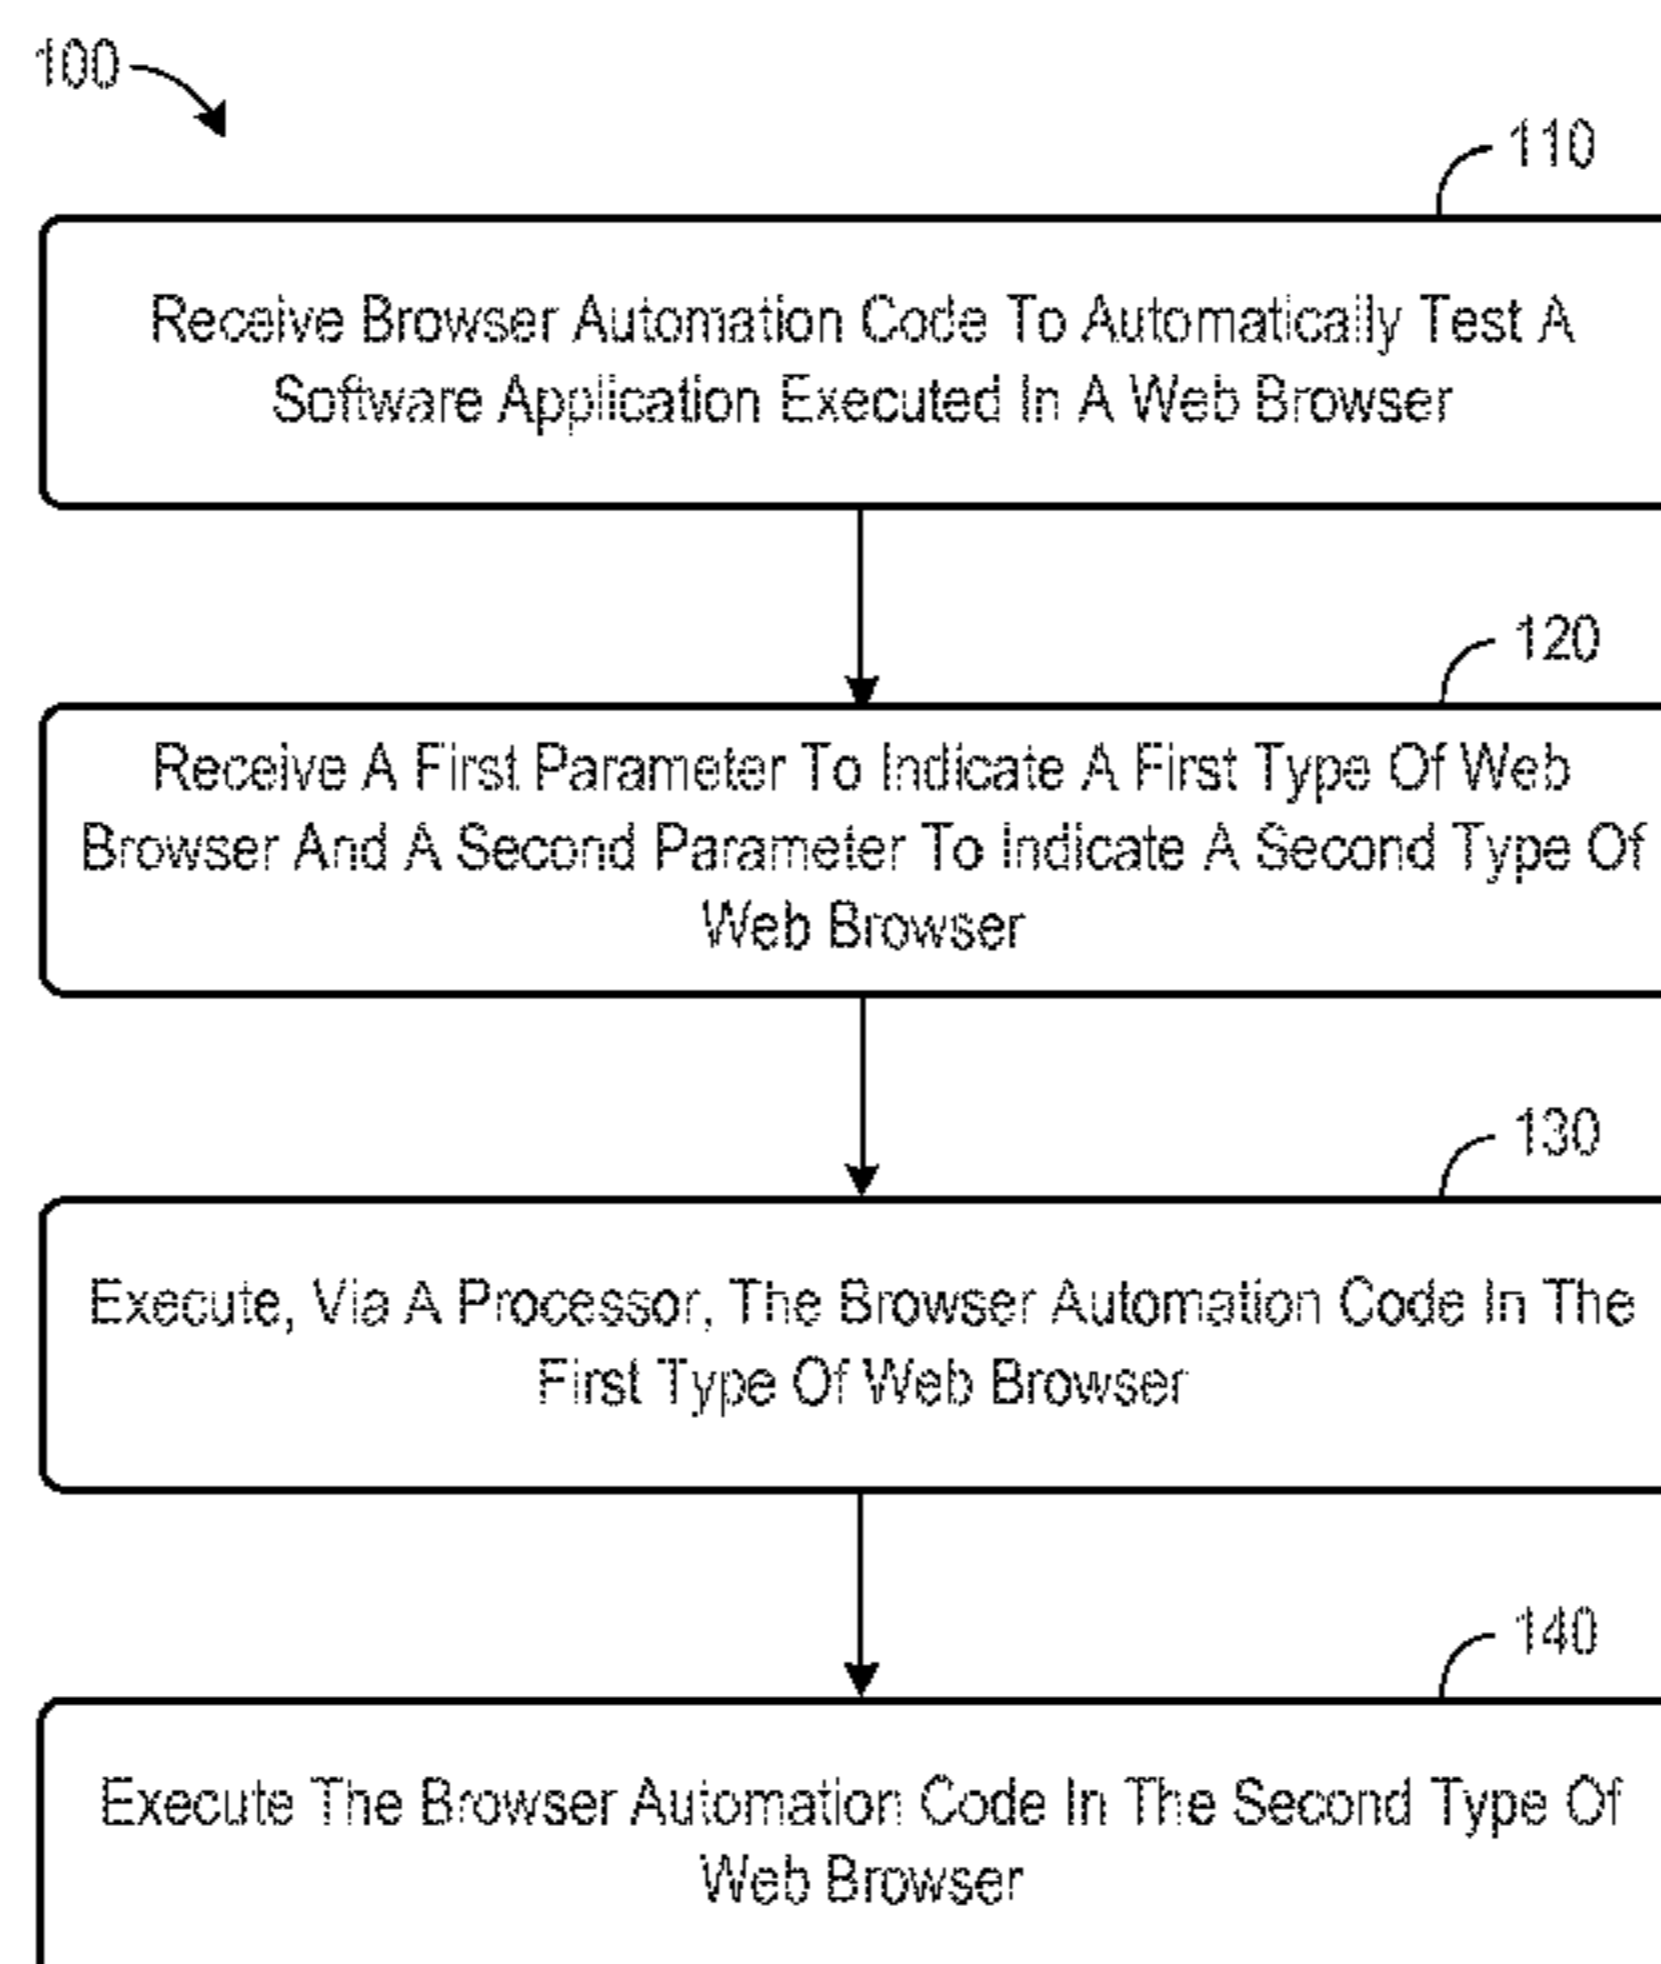 100
110
Receive Browser Automation Code To Automatically Test A
Software Application Executed In A Web Browser
120
Receive A First Parameter To Indicate A First Type Of Web
Browser And A Second Parameter To Indicate A Second Type Of
Web Browser
130
Execute, Via A Processor, The Browser Automation Code In The
First Type Of Web Browser
140
Execute The Browser Automation Code In The Second Type Of
Web Browser